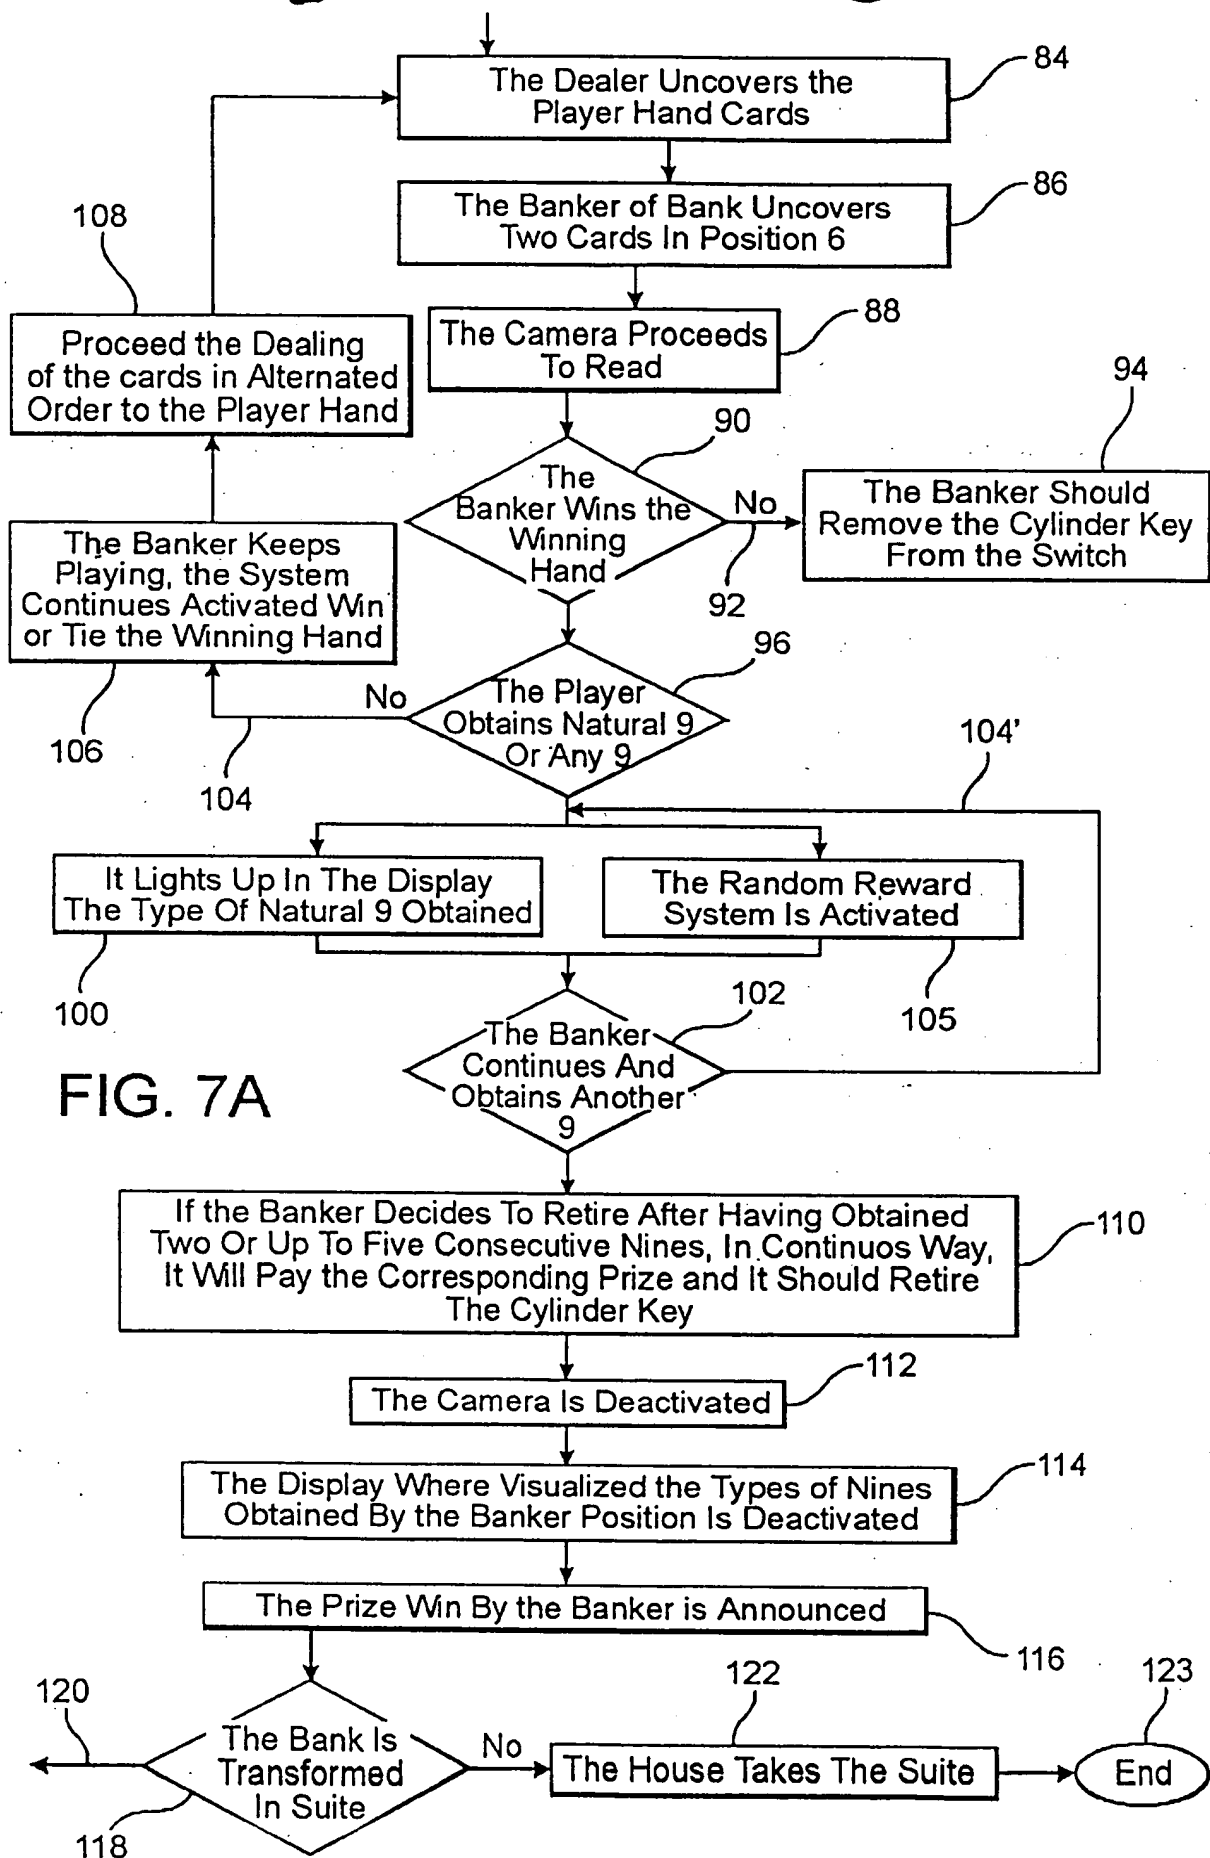 The Dealer Uncovers the
Player Hand Cards
84
The Banker of Bank Uncovers
Two Cards In Position 6
86
108
The Camera Proceeds
To Read
88
Proceed the Dealing
of the cards in Alternated
Order to the Player Hand
94
90
The
Banker Wins the
Winning
Hand
No
92
The Banker Should
Remove the Cylinder Key
From the Switch
The Banker Keeps
Playing, the System
Continues Activated Win
or Tie the Winning Hand
96
The Player
Obtains Natural 9
Or Any 9
No
106
104
104'
It Lights Up In The Display
The Type Of Natural 9 Obtained
The Random Reward
System Is Activated
100
102
105
The Banker
Continues And
Obtains Another
9
FIG. 7A
If the Banker Decides To Retire After Having Obtained
Two Or Up To Five Consecutive Nines, In Continuos Way,
It Will Pay the Corresponding Prize and It Should Retire
The Cylinder Key
110
112
The Camera Is Deactivated
The Display Where Visualized the Types of Nines
Obtained By the Banker Position Is Deactivated
114
The Prize Win By the Banker is Announced
116
120
122
123
The Bank Is
Transformed
In Suite
No
The House Takes The Suite
End
118